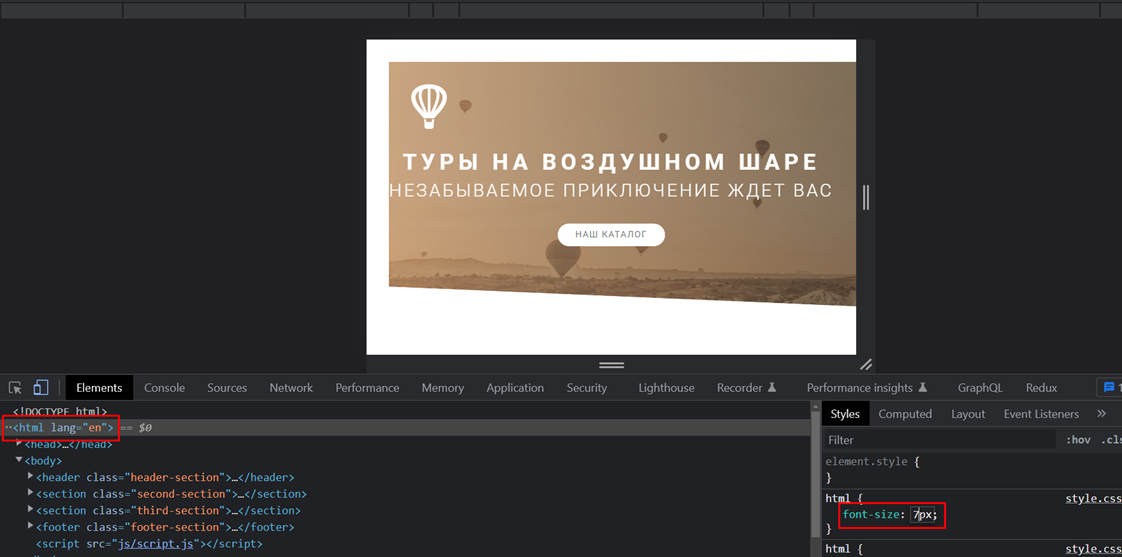 ТУРЫ НА ВОЗДУШНОМ ШАРЕ
НЕЗАБЫВАЕМОЕ ПРИКЛЮЧЕНИЕ ЖДЕТ ВАС
НАШ КАТАЛОГ
Elements Console Sources Network Performance Memory Application Security Lighthouse Recorder Performance insights GraphQL Redux 1
<!DOCTYPE html>
<html lang="en"> == $0
<head>…</head>
<body>
<header class="header-section">…</header>
<section class="second-section">…</section>
<section class="third-section">…</section>
<footer class="footer-section">…</footer>
<script src="js/script.js"></script>
Styles Computed Layout Event Listeners »
Filter :hov .cls
element.style {
}
html { style.css
font-size: 7px;
}
html { style.css